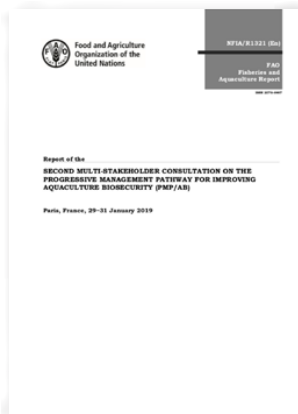 Food and Agriculture
Organization of the
United Nations
NFIA/R1321 (En)
FAO
Fisheries and
Aquaculture Report
Report of the
SECOND MULTI-STAKEHOLDER CONSULTATION ON THE
PROGRESSIVE MANAGEMENT PATHWAY FOR IMPROVING
AQUACULTURE BIOSECURITY (PMP/AB)
Paris, France, 29–31 January 2019